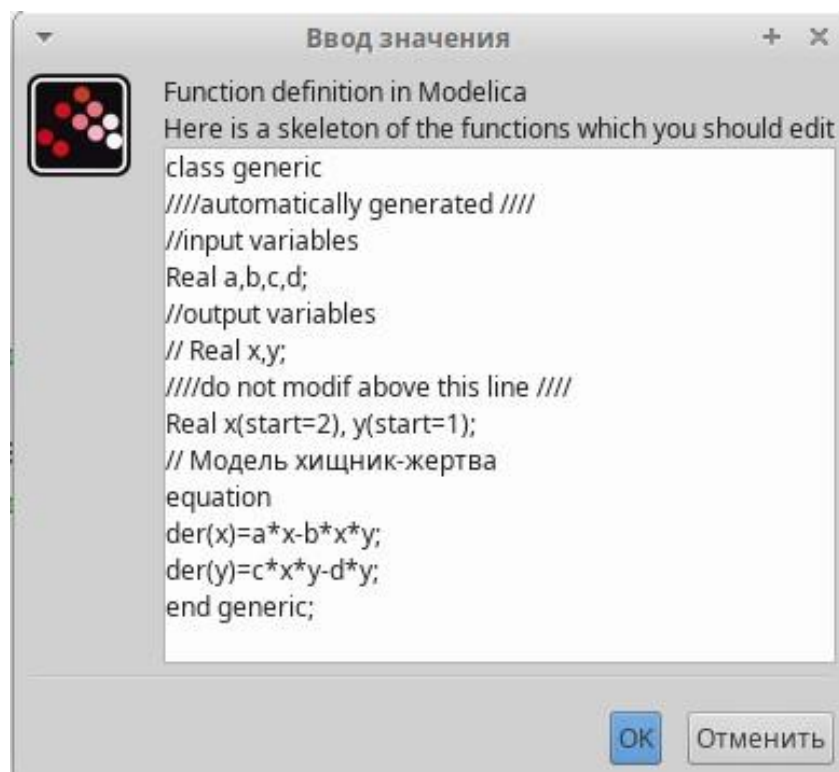 Ввод значения
Function definition in Modelica
Here is a skeleton of the functions which you should edit
class generic
////automatically generated ////
//input variables
Real a,b,c,d;
//output variables
// Real x,y;
////do not modif above this line ////
Real x(start=2), y(start=1);
// Модель хищник-жертва
equation
der(x)=a*x-b*x*y;
der(y)=c*x*y-d*y;
end generic;
OK
Отменить